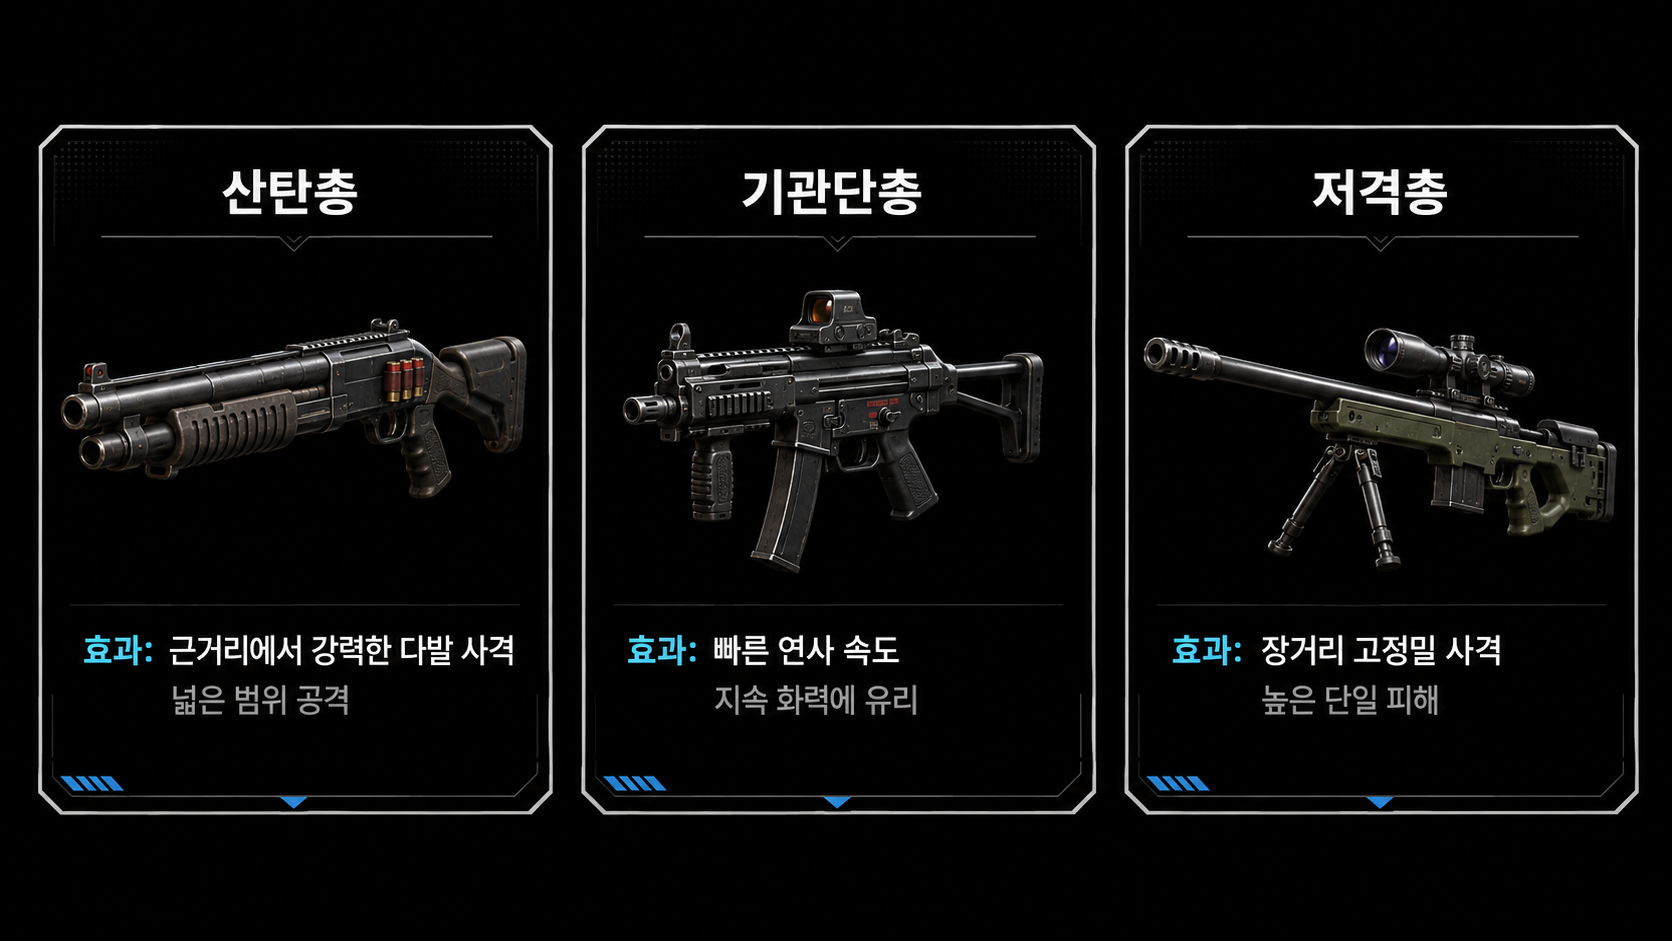 산탄총
효과: 근거리에서 강력한 다발 사격
넓은 범위 공격
기관단총
효과: 빠른 연사 속도
지속 화력에 유리
저격총
효과: 장거리 고정밀 사격
높은 단일 피해